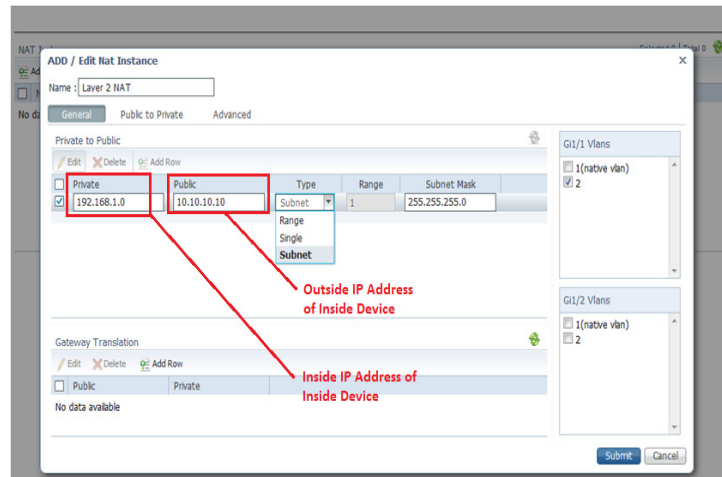 NAT
ADD / Edit Nat Instance
X
Name : Layer 2 NAT
General Public to Private Advanced
Private to Public
Edit Delete Add Row
Private Public Type Range Subnet Mask
192.168.1.0 10.10.10.10 Subnet 1 255.255.255.0
Range
Single
Subnet
Outside IP Address
of Inside Device
Gateway Translation
Edit Delete Add Row
Public Private
No data available
Inside IP Address of
Inside Device
Gi1/1 Vlans
1(native vlan)
2
Gi1/2 Vlans
1(native vlan)
2
Submit Cancel